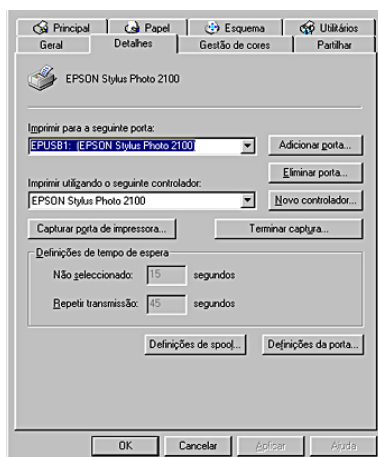 Principal Papel Esquema Utilitários
Geral Detalhes Gestão de cores Partilhar
EPSON Stylus Photo 2100
Imprimir para a seguinte porta:
EPUSB1: (EPSON Stylus Photo 2100) Adicionar porta...
Eliminar porta...
Imprimir utilizando o seguinte controlador:
EPSON Stylus Photo 2100 Novo controlador...
Capturar porta de impressora... Terminar captura...
Definições de tempo de espera
Não seleccionado: 15 segundos
Repetir transmissão: 45 segundos
Definições de spool... Definições da porta...
OK Cancelar Aplicar Ajuda